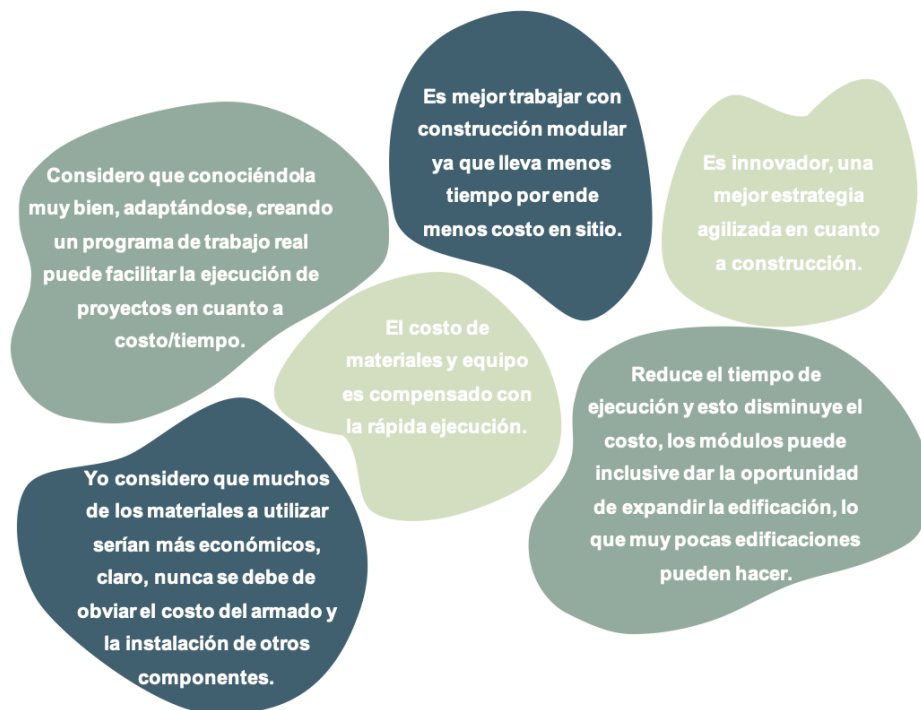 Es mejor trabajar con
construcción modular
ya que lleva menos
tiempo por ende
menos costo en sitio.
Es innovador, una
mejor estrategia
agilizada en cuanto
a construcción.
Considero que conociéndola
muy bien, adaptándose, creando
un programa de trabajo real
puede facilitar la ejecución de
proyectos en cuanto a
costo/tiempo.
El costo de
materiales y equipo
es compensado con
la rápida ejecución.
Reduce el tiempo de
ejecución y esto disminuye el
costo, los módulos puede
inclusive dar la oportunidad
de expandir la edificación, lo
que muy pocas edificaciones
pueden hacer.
Yo considero que muchos
de los materiales a utilizar
serían más económicos,
claro, nunca se debe de
obviar el costo del armado y
la instalación de otros
componentes.